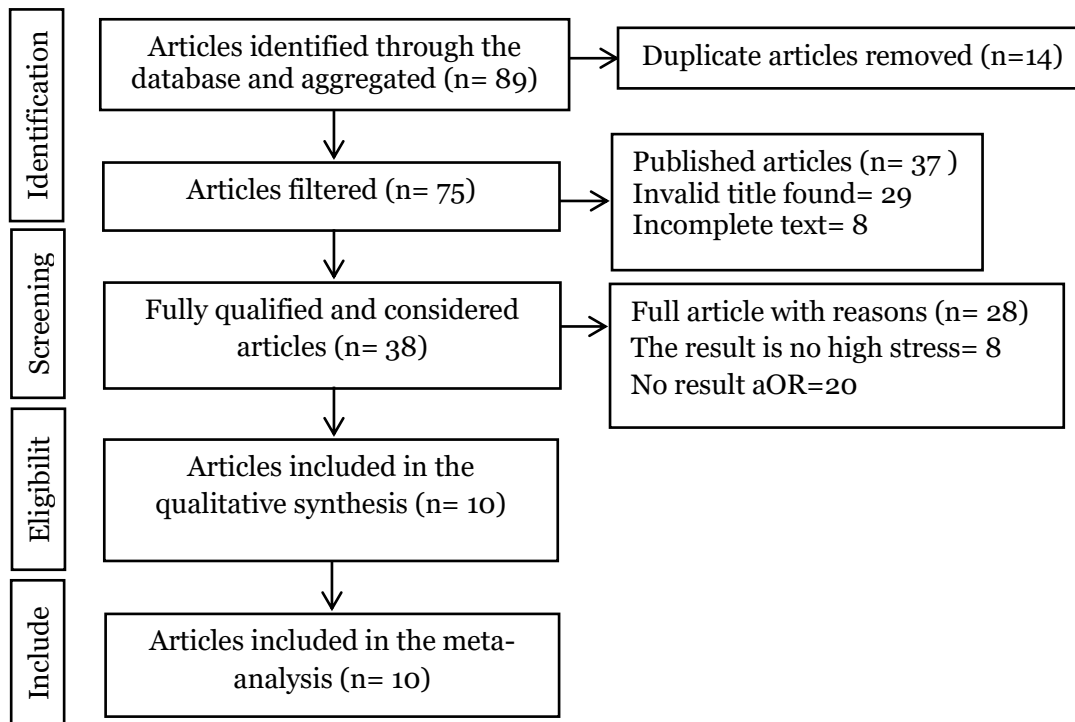 Identification
Articles identified through the
database and aggregated (n= 89)
Duplicate articles removed (n=14)
Articles filtered (n= 75)
Published articles (n= 37 )
Invalid title found= 29
Incomplete text= 8
Screening
Fully qualified and considered
articles (n= 38)
Full article with reasons (n= 28)
The result is no high stress= 8
No result aOR=20
Eligibilit
Articles included in the
qualitative synthesis (n= 10)
Include
Articles included in the meta-
analysis (n= 10)